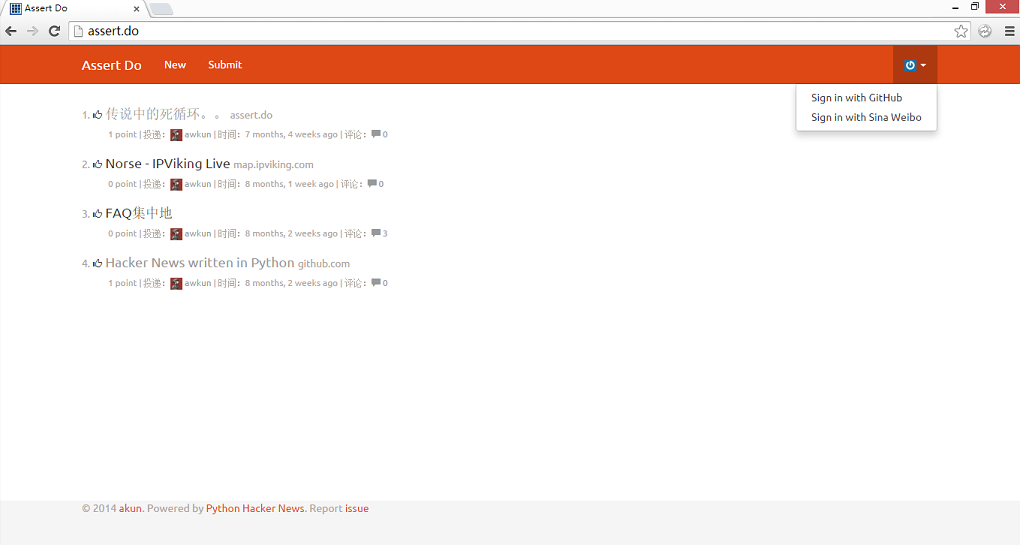 Assert Do
assert.do
Assert Do New Submit
Sign in with GitHub
Sign in with Sina Weibo
1. 传说中的死循环。。 assert.do
1 point | 投递: awkun | 时间: 7 months, 4 weeks ago | 评论: 0
2. Norse - IPViking Live map.ipviking.com
0 point | 投递: awkun | 时间: 8 months, 1 week ago | 评论: 0
3. FAQ集中地
0 point | 投递: awkun | 时间: 8 months, 2 weeks ago | 评论: 3
4. Hacker News written in Python github.com
1 point | 投递: awkun | 时间: 8 months, 2 weeks ago | 评论: 0
© 2014 akun. Powered by Python Hacker News. Report issue